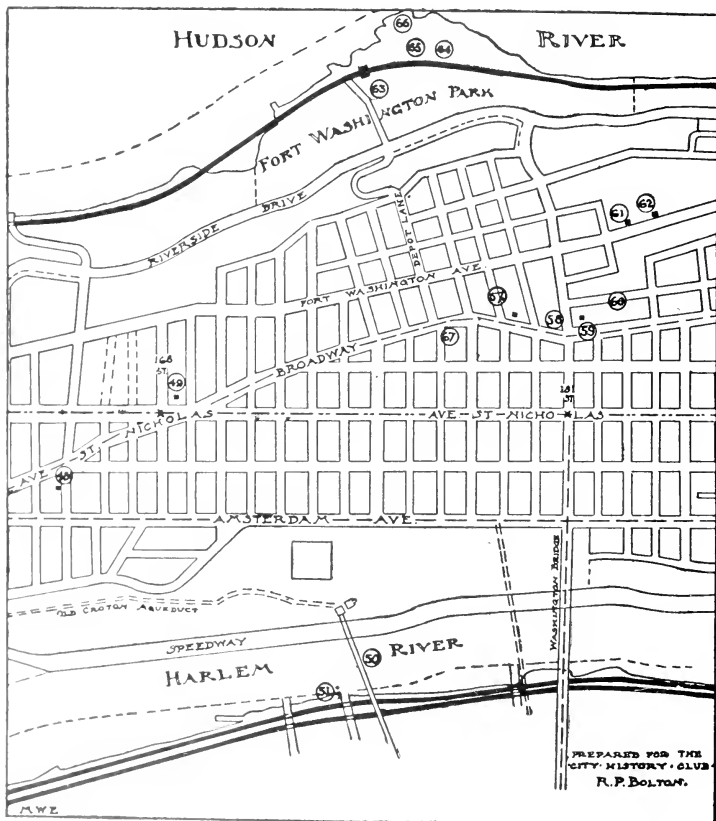 HUDSON RIVER
66
65 64
63
FORT WASHINGTON PARK
61 62
RIVERSIDE DRIVE
DEPOT LANE
FORT WASHINGTON AVE.
57
60
58
59
67
BROADWAY
168
ST.
49
181
ST
AVE ST. NICHOLAS
AVE ST. NICHOLAS
AMSTERDAM AVE.
OLD CROTON AQUEDUCT
WASHINGTON BRIDGE
SPEEDWAY
HARLEM RIVER
50
51
PREPARED FOR THE
CITY HISTORY CLUB
R.P. BOLTON.
MWE